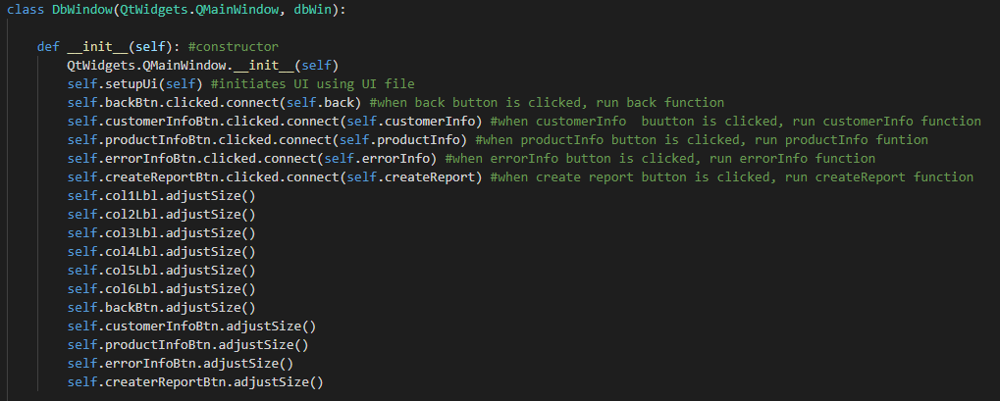 class DbWindow(QtWidgets.QMainWindow, dbWin):
def __init__(self): #constructor
QtWidgets.QMainWindow.__init__(self)
self.setupUi(self) #initiates UI using UI file
self.backBtn.clicked.connect(self.back) #when back button is clicked, run back function
self.customerInfoBtn.clicked.connect(self.customerInfo) #when customerInfo  buutton is clicked, run customerInfo function
self.productInfoBtn.clicked.connect(self.productInfo) #when productInfo button is clicked, run productInfo funtion
self.errorInfoBtn.clicked.connect(self.errorInfo) #when errorInfo button is clicked, run errorInfo function
self.createReportBtn.clicked.connect(self.createReport) #when create report button is clicked, run createReport function
self.col1Lbl.adjustSize()
self.col2Lbl.adjustSize()
self.col3Lbl.adjustSize()
self.col4Lbl.adjustSize()
self.col5Lbl.adjustSize()
self.col6Lbl.adjustSize()
self.backBtn.adjustSize()
self.customerInfoBtn.adjustSize()
self.productInfoBtn.adjustSize()
self.errorInfoBtn.adjustSize()
self.createrReportBtn.adjustSize()